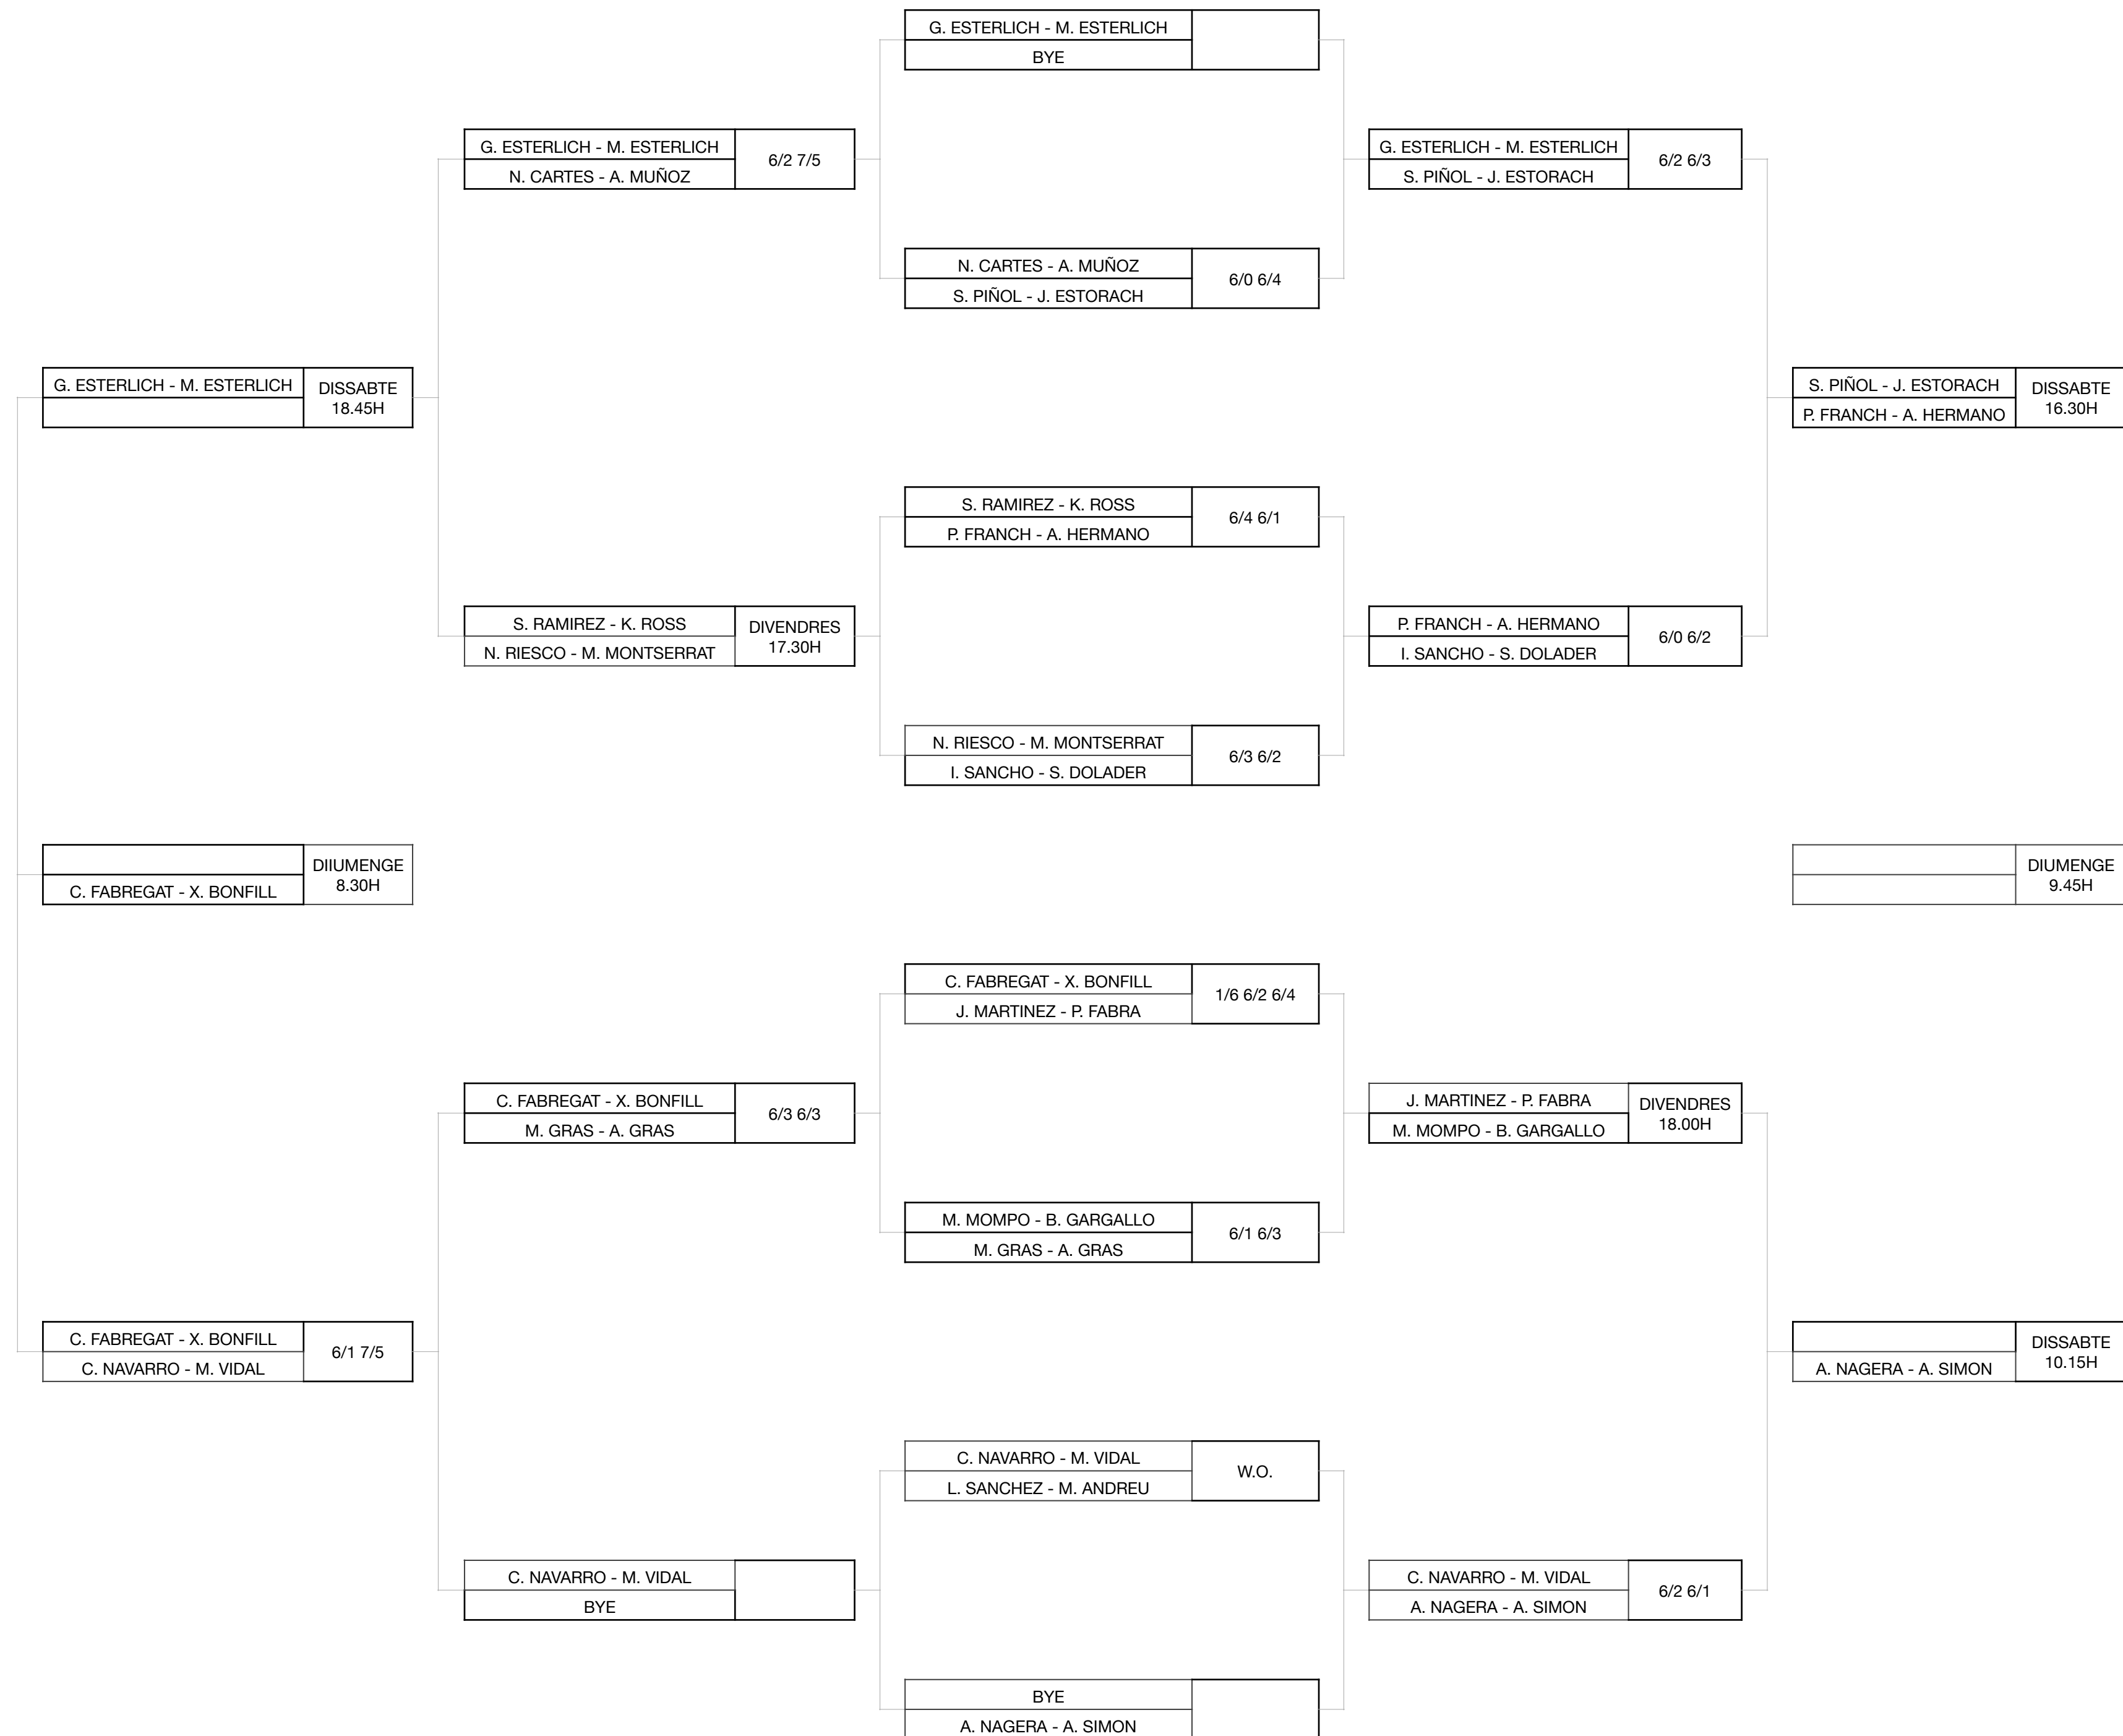 G. ESTERLICH - M. ESTERLICH
BYE
G. ESTERLICH - M. ESTERLICH
N. CARTES - A. MUÑOZ
6/2 7/5
G. ESTERLICH - M. ESTERLICH
S. PIÑOL - J. ESTORACH
6/2 6/3
N. CARTES - A. MUÑOZ
S. PIÑOL - J. ESTORACH
6/0 6/4
G. ESTERLICH - M. ESTERLICH
DISSABTE
18.45H
S. PIÑOL - J. ESTORACH
P. FRANCH - A. HERMANO
DISSABTE
16.30H
S. RAMIREZ - K. ROSS
P. FRANCH - A. HERMANO
6/4 6/1
S. RAMIREZ - K. ROSS
N. RIESCO - M. MONTSERRAT
DIVENDRES
17.30H
P. FRANCH - A. HERMANO
I. SANCHO - S. DOLADER
6/0 6/2
N. RIESCO - M. MONTSERRAT
I. SANCHO - S. DOLADER
6/3 6/2
C. FABREGAT - X. BONFILL
DIIUMENGE
8.30H
DIUMENGE
9.45H
C. FABREGAT - X. BONFILL
J. MARTINEZ - P. FABRA
1/6 6/2 6/4
C. FABREGAT - X. BONFILL
M. GRAS - A. GRAS
6/3 6/3
J. MARTINEZ - P. FABRA
M. MOMPO - B. GARGALLO
DIVENDRES
18.00H
M. MOMPO - B. GARGALLO
M. GRAS - A. GRAS
6/1 6/3
C. FABREGAT - X. BONFILL
C. NAVARRO - M. VIDAL
6/1 7/5
A. NAGERA - A. SIMON
DISSABTE
10.15H
C. NAVARRO - M. VIDAL
L. SANCHEZ - M. ANDREU
W.O.
C. NAVARRO - M. VIDAL
BYE
C. NAVARRO - M. VIDAL
A. NAGERA - A. SIMON
6/2 6/1
BYE
A. NAGERA - A. SIMON